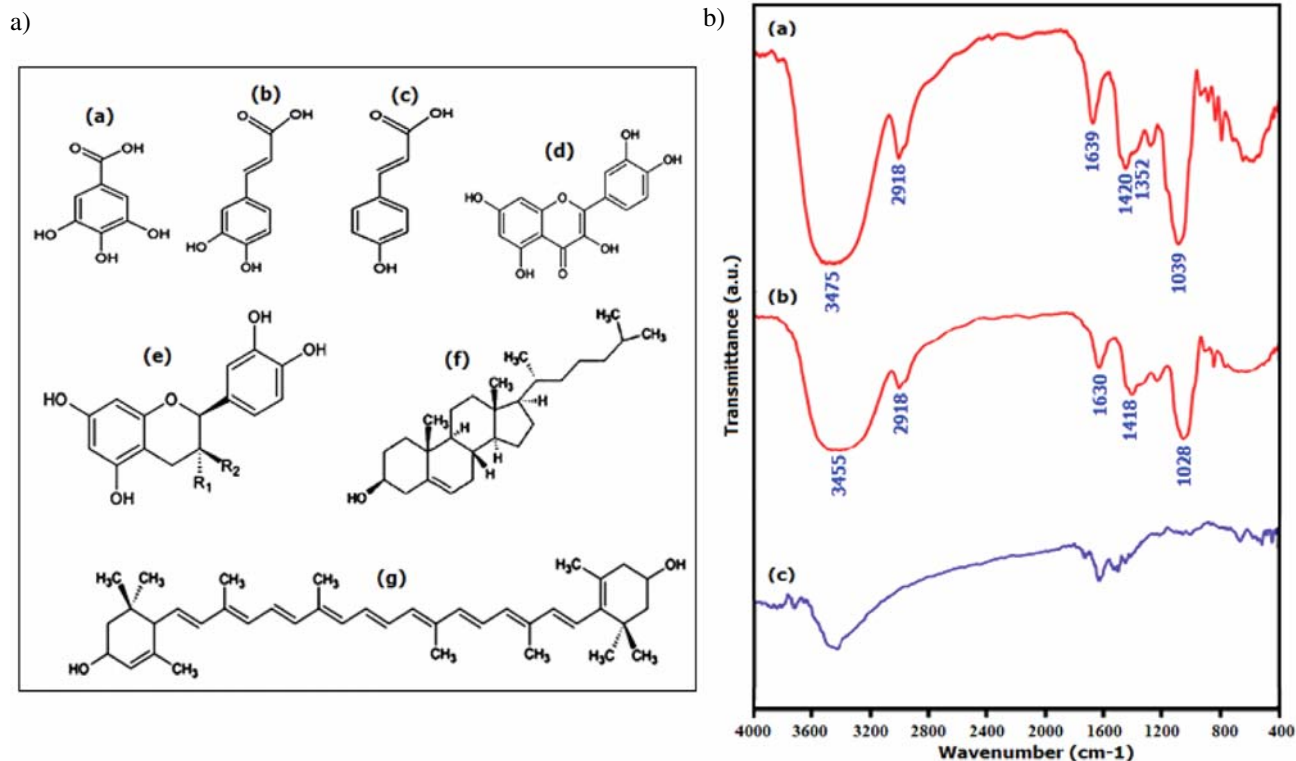 a)
(a)
O
OH
HO
OH
OH
(b)
O
OH
HO
OH
(c)
O
OH
OH
(d)
OH
OH
HO
O
OH
OH
O
(e)
OH
OH
HO
O
R2
R1
OH
(f)
H₃C
CH₃
H₃C
CH₃
CH₃
H
H
H
H
HO
(g)
H₃C
CH₃
CH₃
CH₃
CH₃
OH
HO
CH₃
CH₃
CH₃
H₃C
CH₃
b)
(a)
2918
1639
1420
1352
3475
1039
(b)
2918
1630
1418
3455
1028
(c)
Transmittance (a.u.)
4000 3600 3200 2800 2400 2000 1600 1200 800 400
Wavenumber (cm-1)